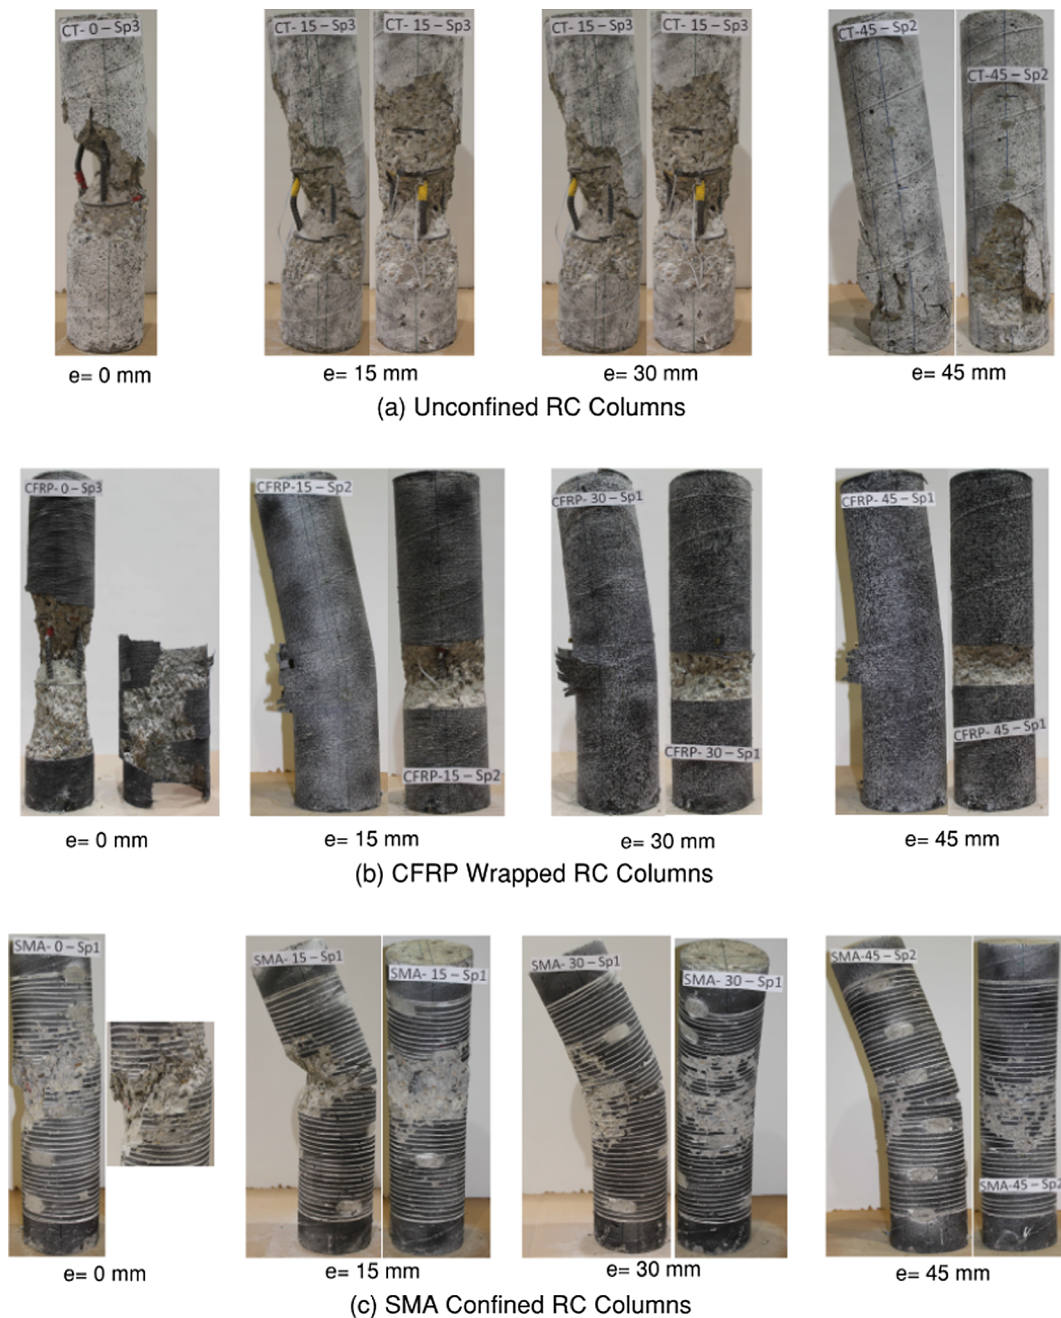 CT- 0 – Sp3
CT- 15 – Sp3
CT- 15 – Sp3
CT- 15 – Sp3
CT- 15 – Sp3
CT-45 – Sp2
CT-45 – Sp2
e= 0 mm
e= 15 mm
e= 30 mm
e= 45 mm
(a) Unconfined RC Columns
CFRP- 0 – Sp3
CFRP-15 – Sp2
CFRP-15 – Sp2
CFRP- 30 – Sp1
CFRP- 30 – Sp1
CFRP- 45 – Sp1
CFRP- 45 – Sp1
e= 0 mm
e= 15 mm
e= 30 mm
e= 45 mm
(b) CFRP Wrapped RC Columns
SMA- 0 – Sp1
SMA- 15 – Sp1
SMA- 15 – Sp1
SMA- 30 – Sp1
SMA- 30 – Sp1
SMA-45 – Sp2
SMA-45 – Sp2
e= 0 mm
e= 15 mm
e= 30 mm
e= 45 mm
(c) SMA Confined RC Columns